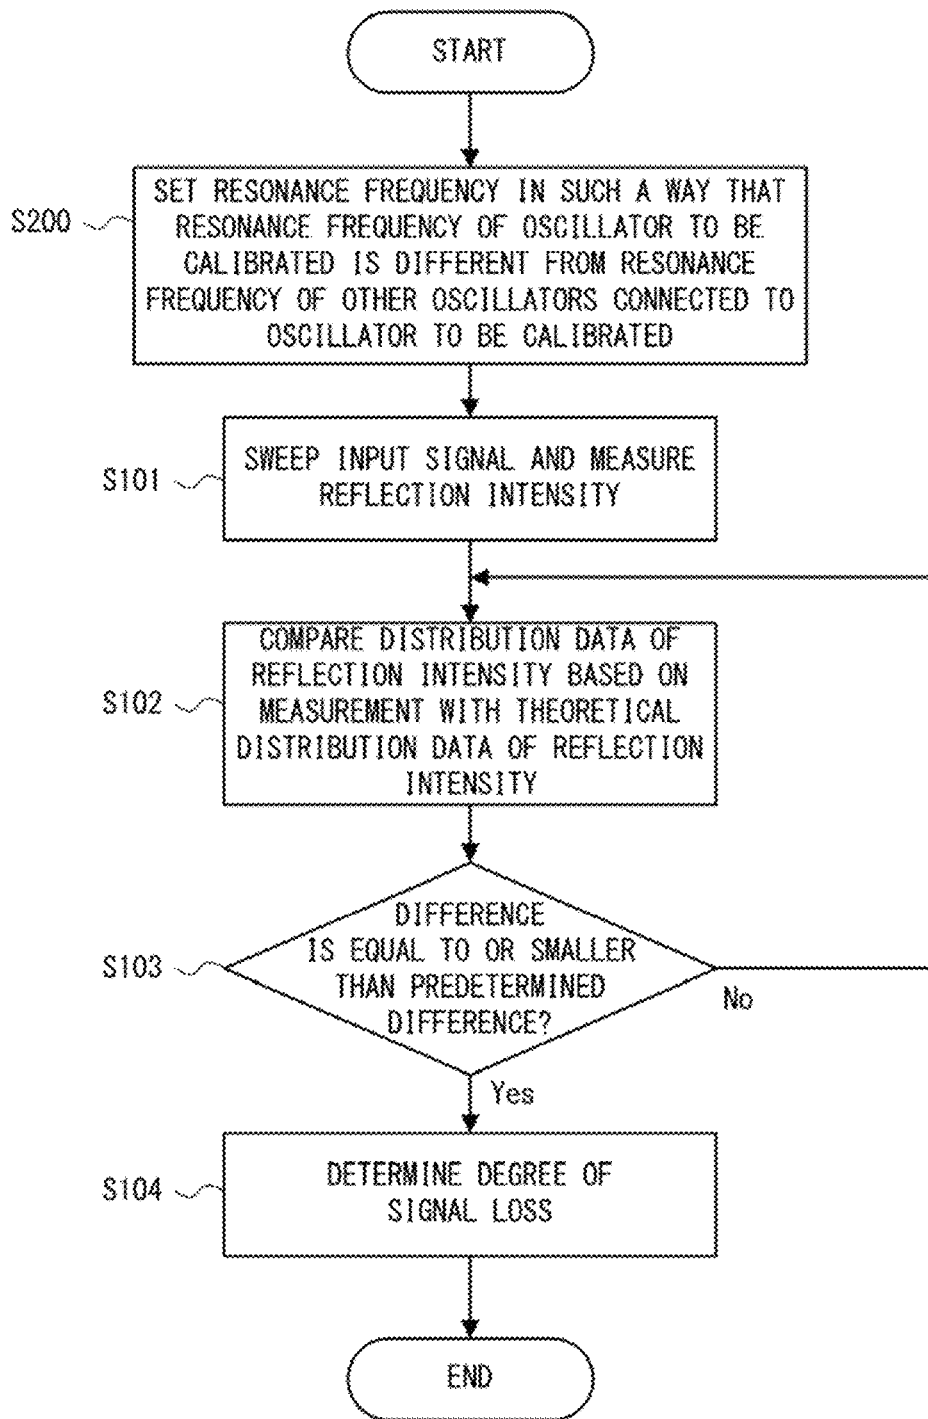 START
S200
SET RESONANCE FREQUENCY IN SUCH A WAY THAT
RESONANCE FREQUENCY OF OSCILLATOR TO BE
CALIBRATED IS DIFFERENT FROM RESONANCE
FREQUENCY OF OTHER OSCILLATORS CONNECTED TO
OSCILLATOR TO BE CALIBRATED
S101
SWEEP INPUT SIGNAL AND MEASURE
REFLECTION INTENSITY
S102
COMPARE DISTRIBUTION DATA OF
REFLECTION INTENSITY BASED ON
MEASUREMENT WITH THEORETICAL
DISTRIBUTION DATA OF REFLECTION
INTENSITY
S103
DIFFERENCE
IS EQUAL TO OR SMALLER
THAN PREDETERMINED
DIFFERENCE?
No
Yes
S104
DETERMINE DEGREE OF
SIGNAL LOSS
END